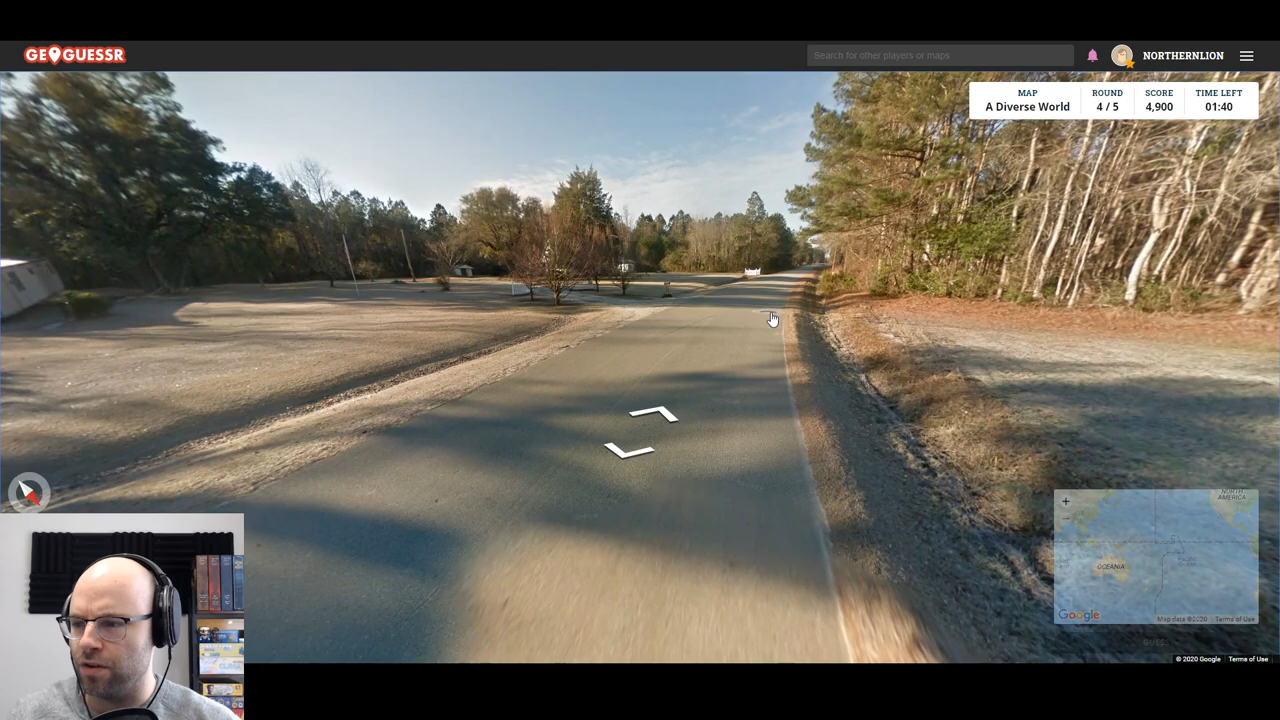 GEOGUESSR
Search for other players or maps
NORTHERNLION
MAP
A Diverse World
ROUND
4 / 5
SCORE
4,900
TIME LEFT
01:40
NORTH
AMERICA
OCEANIA
Google
Map data ©2020
Terms of Use
GUESS
© 2020 Google
Terms of Use